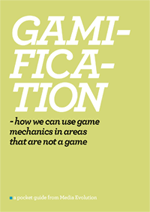 GAMI-
FICA-
TION
- how we can use game
mechanics in areas
that are not a game
a pocket guide from Media Evolution